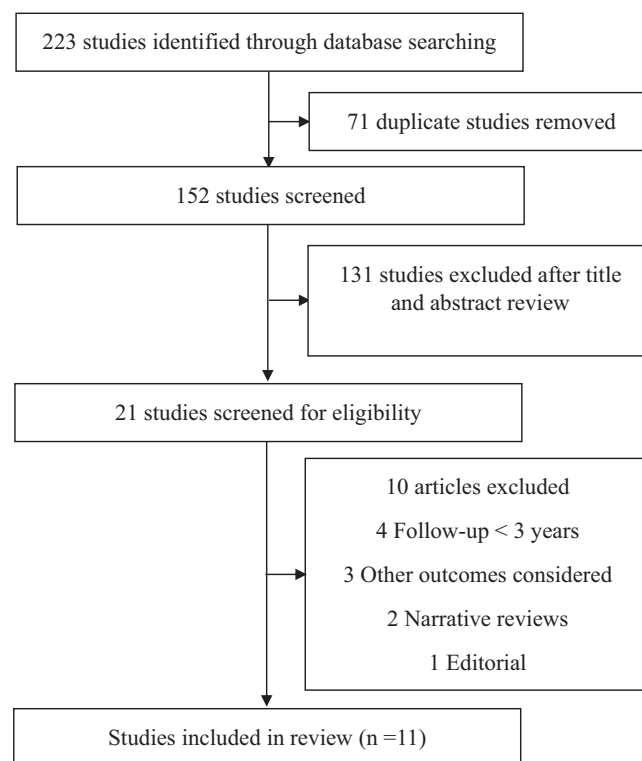 223 studies identified through database searching
71 duplicate studies removed
152 studies screened
131 studies excluded after title
and abstract review
21 studies screened for eligibility
10 articles excluded
4 Follow-up < 3 years
3 Other outcomes considered
2 Narrative reviews
1 Editorial
Studies included in review (n =11)